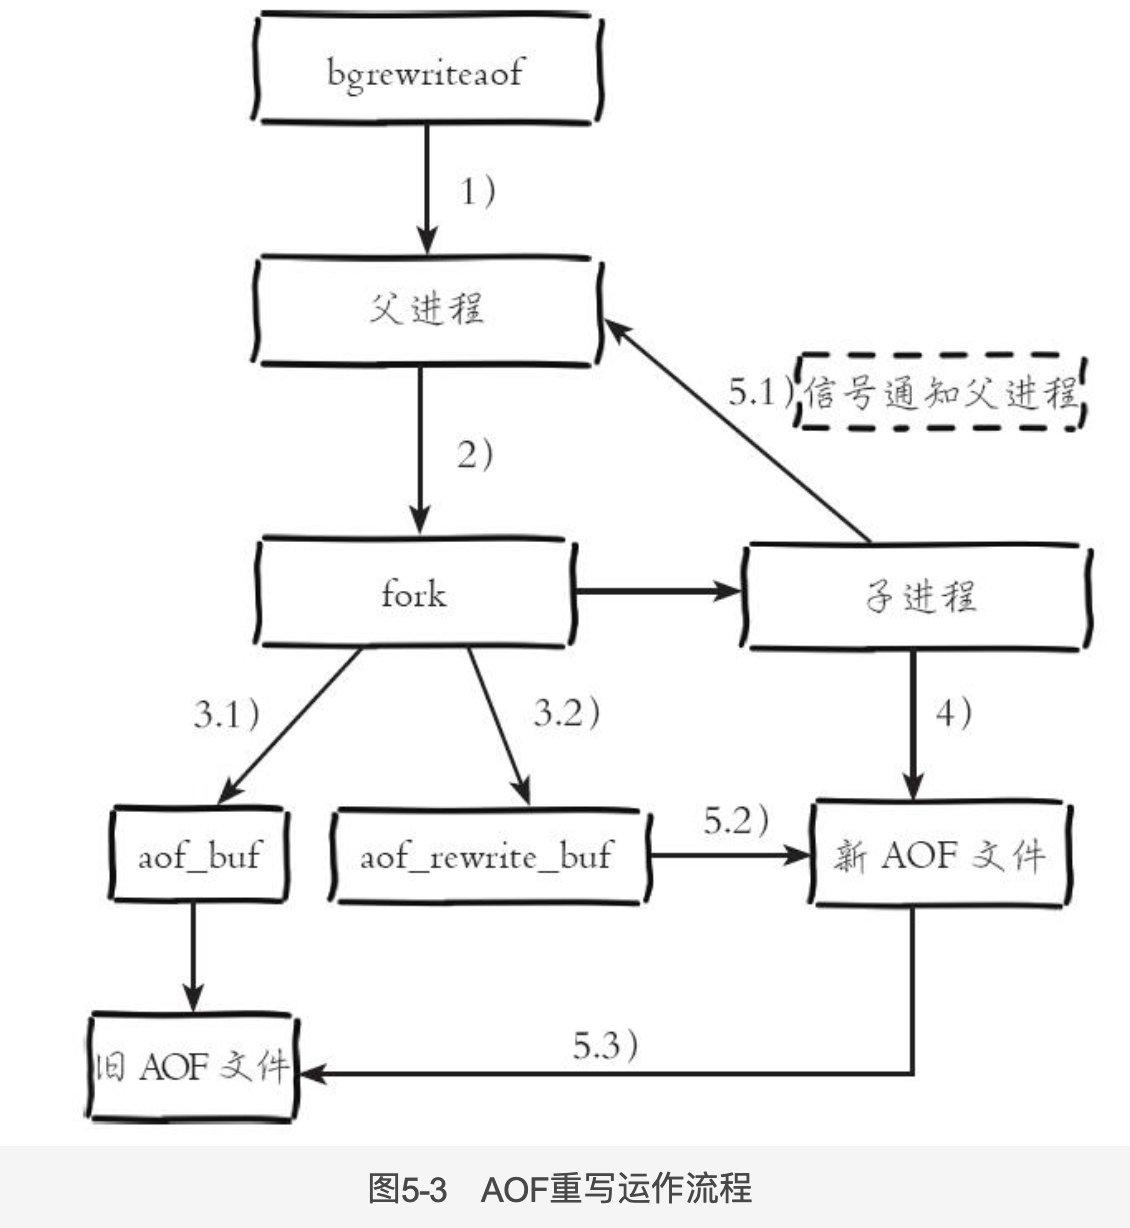 bgrewriteaof
1)
父进程
5.1) 信号通知父进程
2)
fork
子进程
3.1)
3.2)
4)
aof_buf
aof_rewrite_buf
5.2)
新 AOF 文件
旧 AOF 文件
5.3)
图5-3 AOF重写运作流程